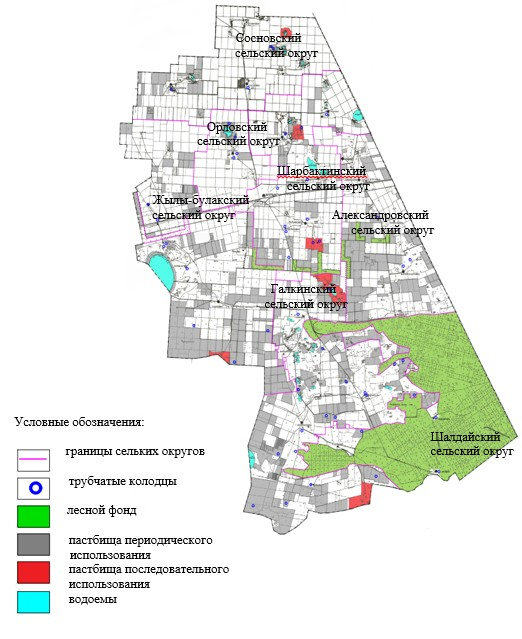 Сосновский
сельский округ
Орловский
сельский округ
Шарбактинский
сельский округ
Жылы-булакский
сельский округ
Александровский
сельский округ
Галкинский
сельский округ
Шалдайский
сельский округ
Условные обозначения:
границы сельких округов
трубчатые колодцы
лесной фонд
пастбища периодического
использования
пастбища последовательного
использования
водоемы